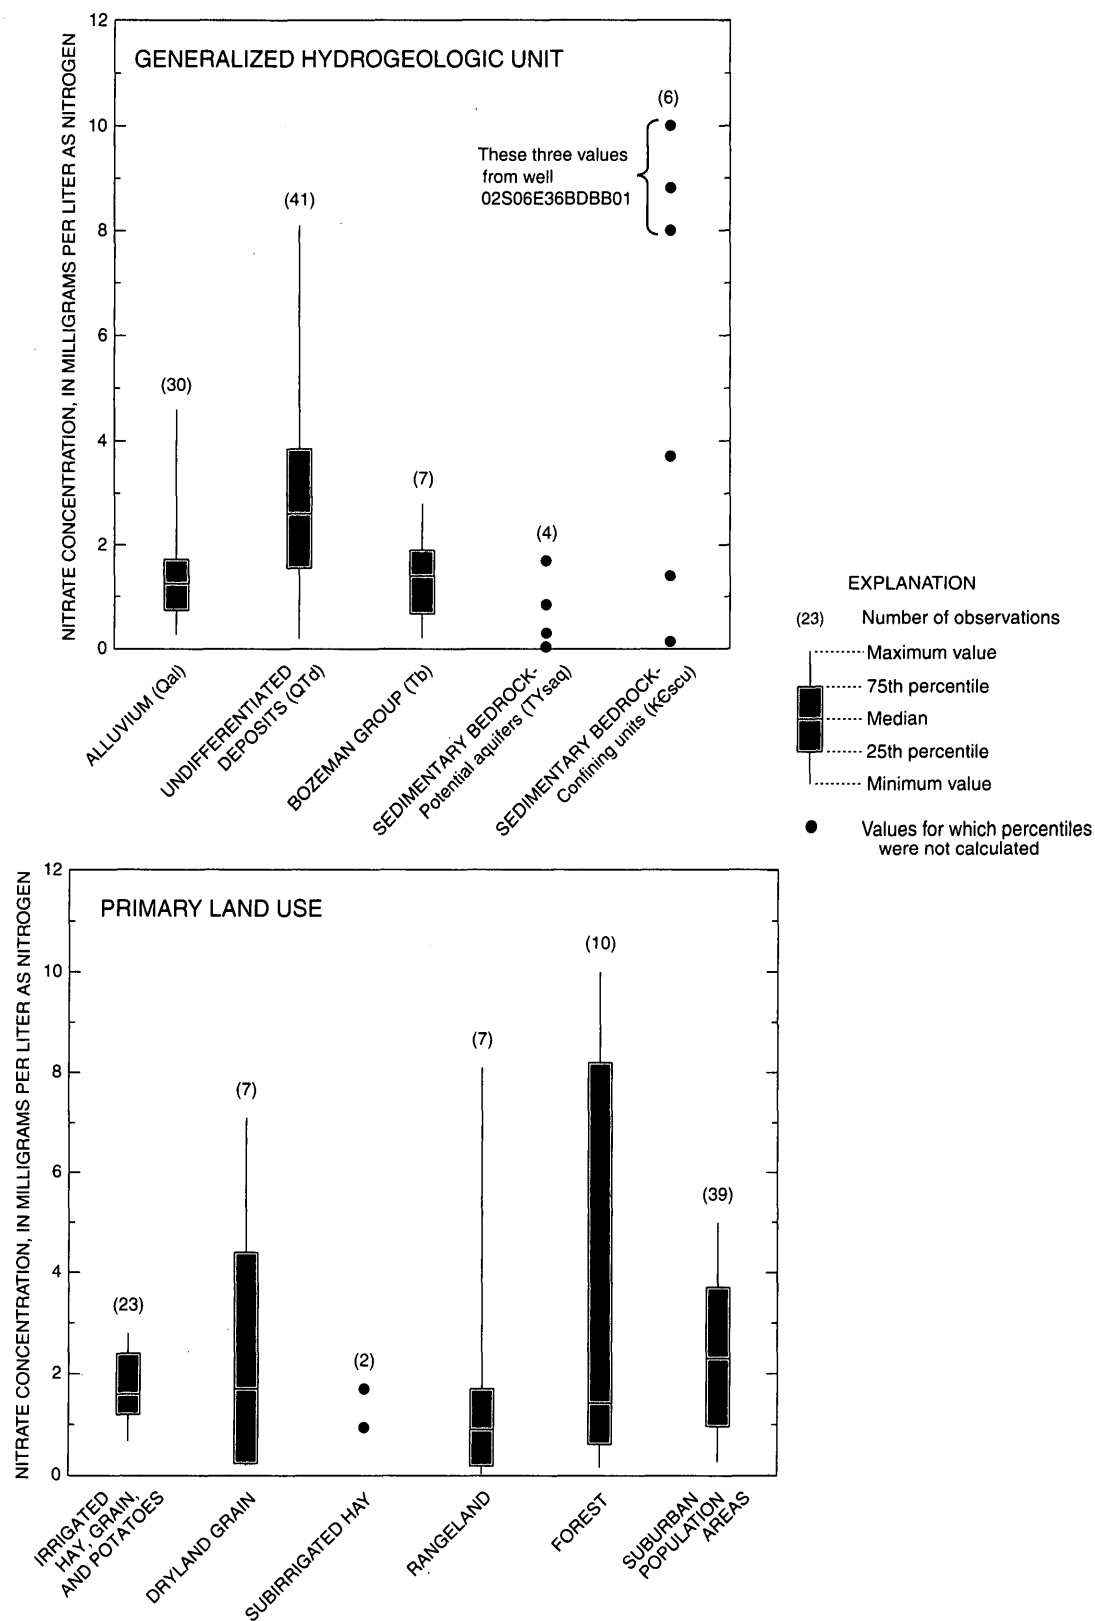 GENERALIZED HYDROGEOLOGIC UNIT
NITRATE CONCENTRATION, IN MILLIGRAMS PER LITER AS NITROGEN
12
10
8
6
4
2
0
(30)
(41)
(7)
(4)
(6)
These three values
from well
02S06E36BDBB01
ALLUVIUM (Qal)
UNDIFFERENTIATED
DEPOSITS (QTd)
BOZEMAN GROUP (Tb)
SEDIMENTARY BEDROCK-
Potential aquifers (TYsaq)
SEDIMENTARY BEDROCK-
Confining units (K€scu)
EXPLANATION
(23) Number of observations
Maximum value
75th percentile
Median
25th percentile
Minimum value
Values for which percentiles
were not calculated
PRIMARY LAND USE
NITRATE CONCENTRATION, IN MILLIGRAMS PER LITER AS NITROGEN
12
10
8
6
4
2
0
(23)
(7)
(2)
(7)
(10)
(39)
IRRIGATED
HAY, GRAIN,
AND POTATOES
DRYLAND GRAIN
SUBIRRIGATED HAY
RANGELAND
FOREST
SUBURBAN
POPULATION
AREAS